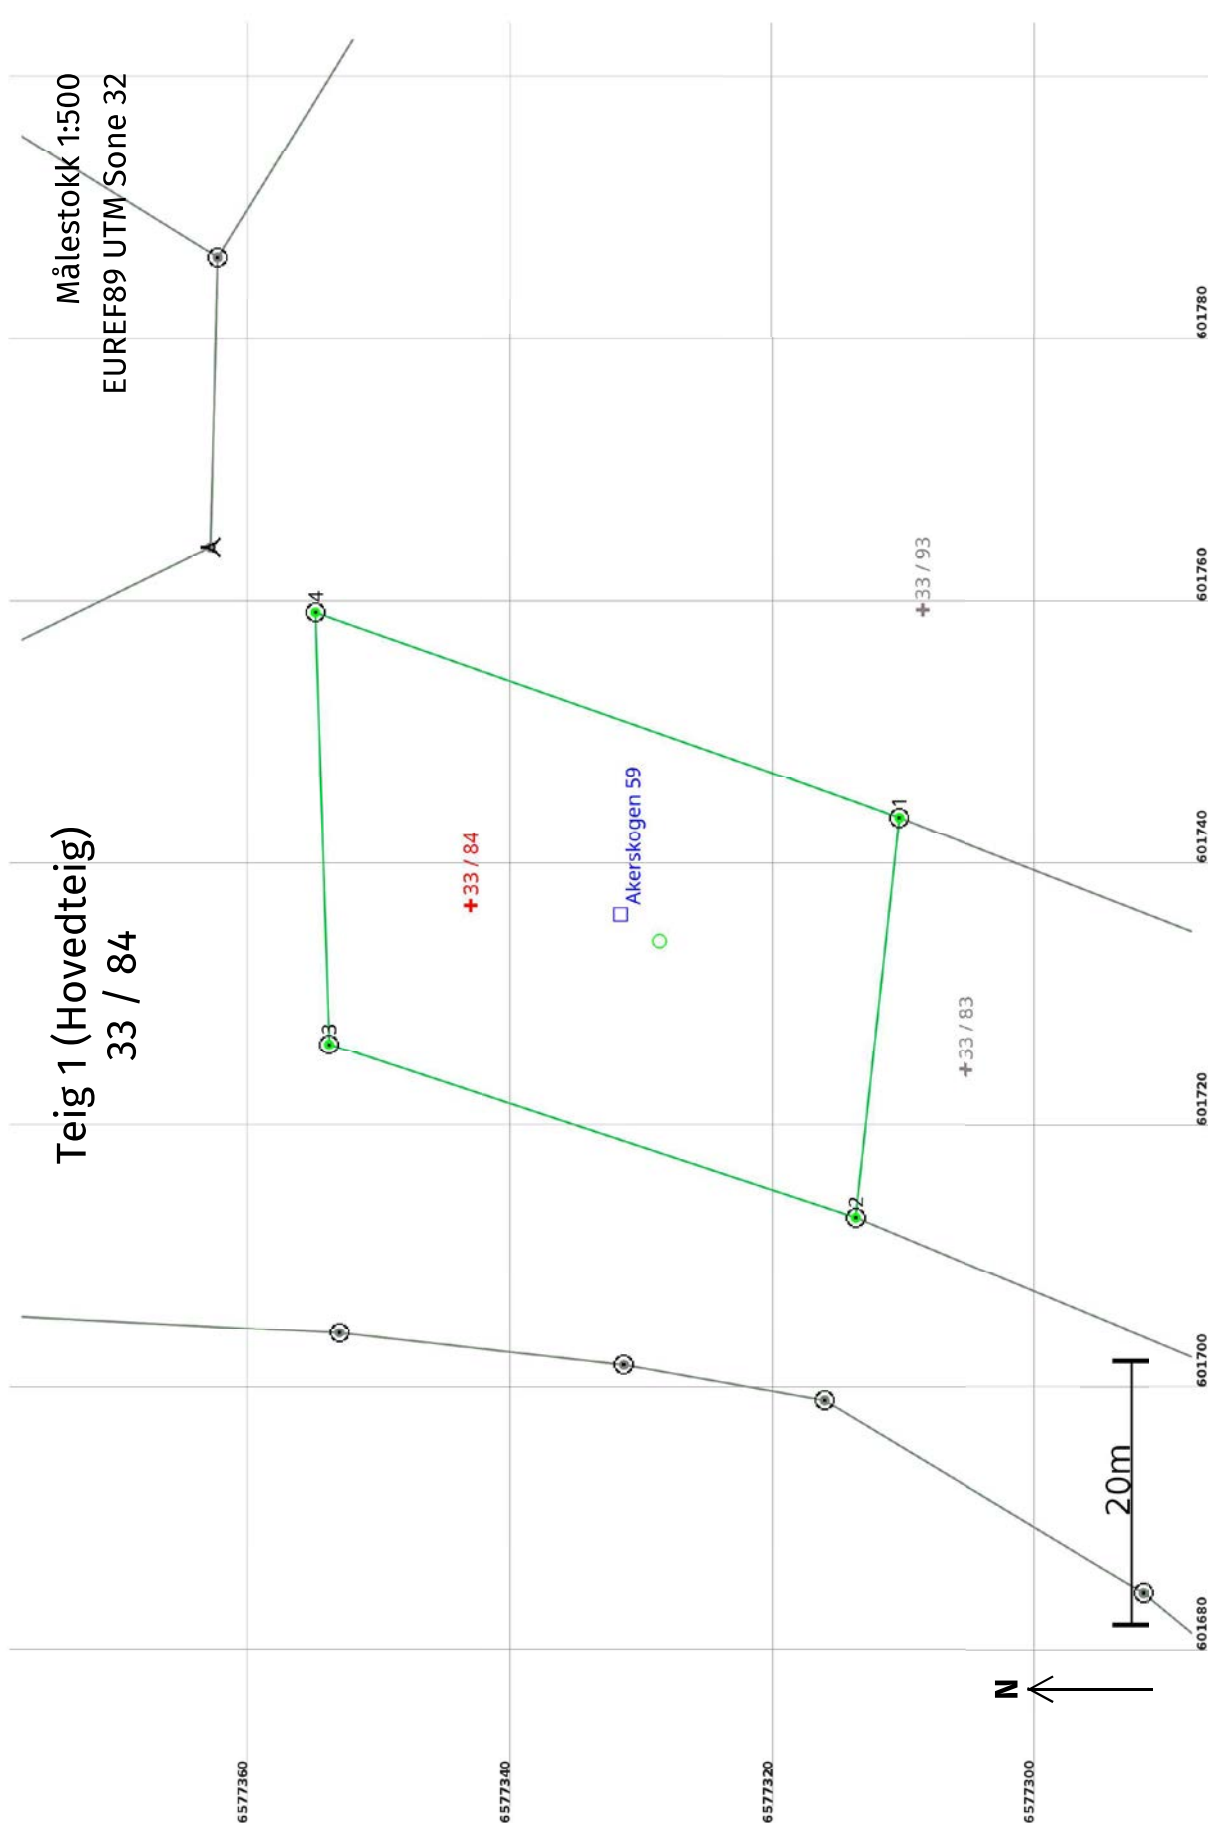 Teig 1 (Hovedteig)
33 / 84
Målestokk 1:500
EUREF89 UTM Sone 32
6577360
6577340
6577320
6577300
3
4
33 / 84
Akerskogen 59
2
1
33 / 83
33 / 93
N
20m
601680
601700
601720
601740
601760
601780